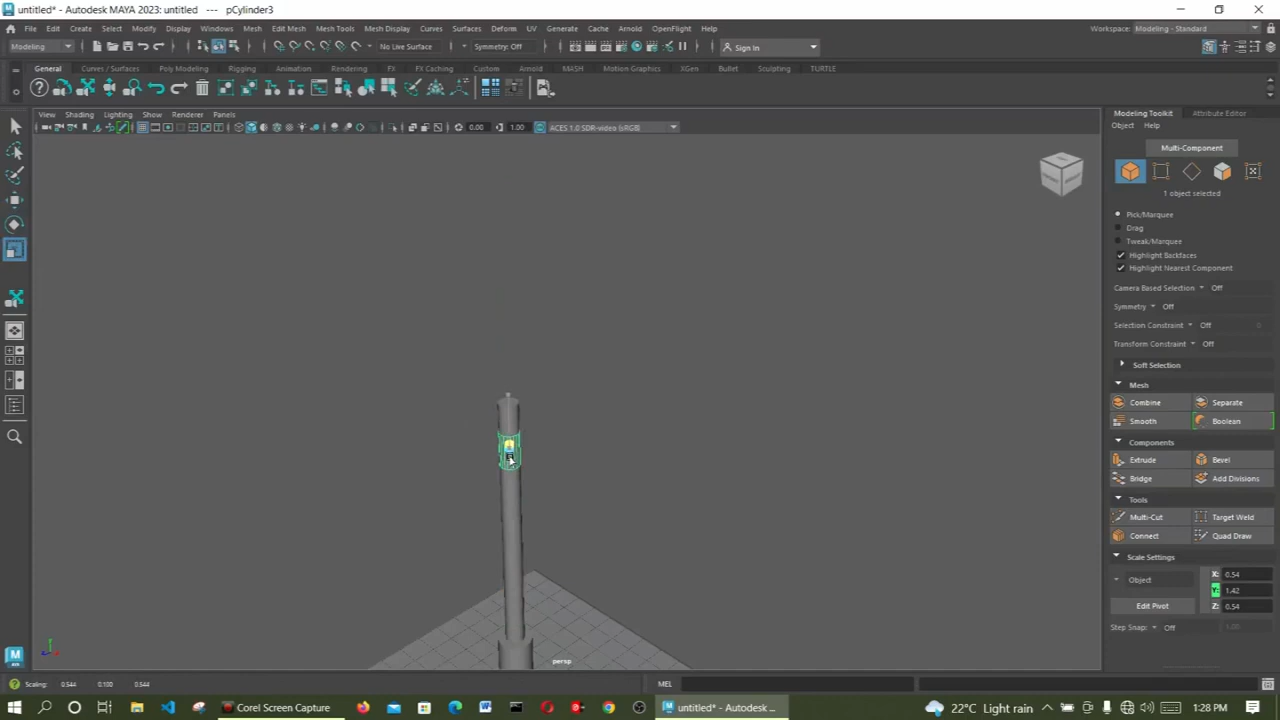 untitled* - Autodesk MAYA 2023: untitled --- pCylinder3
File Edit Create Select Modify Display Windows Mesh Edit Mesh Mesh Tools Mesh Display Curves Surfaces Deform UV Generate Cache Arnold OpenFlight Help
Workspace: Modeling - Standard
Modeling No Live Surface Symmetry: Off Sign In
General Curves / Surfaces Poly Modeling Sculpting Rigging Animation Rendering FX FX Caching Custom Arnold MASH Motion Graphics XGen Bullet TURTLE
View Shading Lighting Show Renderer Panels
0.00 1.00 ACES 1.0 SDR-video (sRGB)
Modeling Toolkit Attribute Editor
Object Help
Multi-Component
1 object selected
Pick/Marquee
Drag
Tweak/Marquee
Highlight Backfaces
Highlight Nearest Component
Camera Based Selection Off
Symmetry Off
Selection Constraint Off 0
Transform Constraint Off
Soft Selection
Mesh
Combine Separate
Smooth Boolean
Components
Extrude Bevel
Bridge Add Divisions
Tools
Multi-Cut Target Weld
Connect Quad Draw
Scale Settings
Object X: 0.54
Y: 1.42
Edit Pivot Z: 0.54
Step Snap: Off 1.00
persp
Scaling: 0.544 0.100 0.544 MEL
Corel Screen Capture untitled* - Autodesk ... 22°C Light rain 1:28 PM